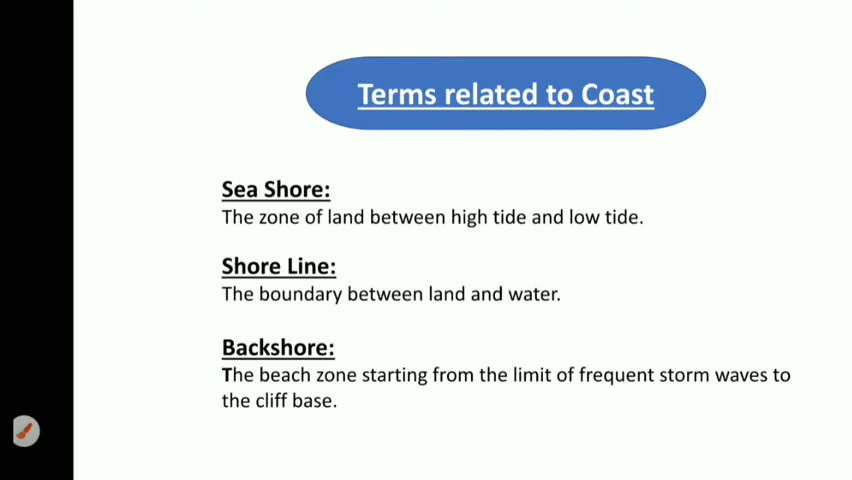 Terms related to Coast
Sea Shore:
The zone of land between high tide and low tide.
Shore Line:
The boundary between land and water.
Backshore:
The beach zone starting from the limit of frequent storm waves to
the cliff base.